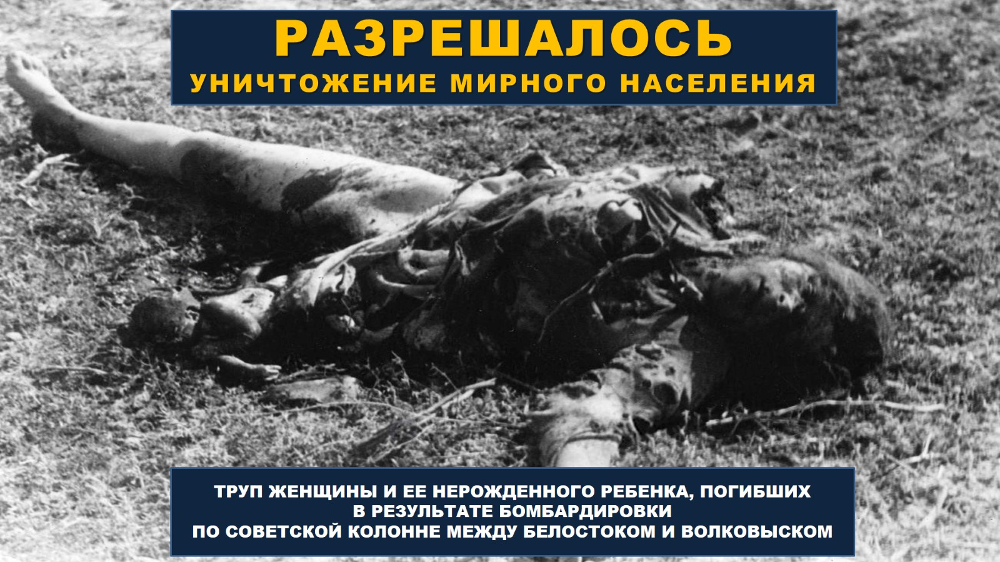 РАЗРЕШАЛОСЬ
УНИЧТОЖЕНИЕ МИРНОГО НАСЕЛЕНИЯ
ТРУП ЖЕНЩИНЫ И ЕЕ НЕРОЖДЕННОГО РЕБЕНКА, ПОГИБШИХ
В РЕЗУЛЬТАТЕ БОМБАРДИРОВКИ
ПО СОВЕТСКОЙ КОЛОННЕ МЕЖДУ БЕЛОСТОКОМ И ВОЛКОВЫСКОМ